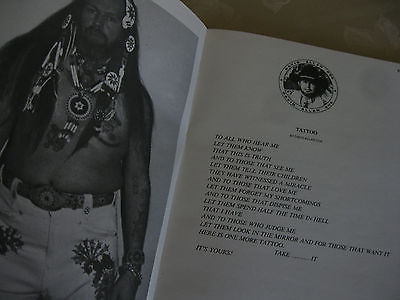 TATTOO
TO ALL WHO HEAR ME
LET THEM KNOW
THAT THIS IS TRUTH
AND TO THOSE THAT SEE ME
LET THEM TELL THEIR CHILDREN
THEY HAVE WITNESSED A MIRACLE
AND TO THOSE THAT LOVE ME
LET THEM FORGET MY SHORTCOMINGS
AND TO THOSE THAT DISPISE ME
LET THEM SPEND HALF THE TIME IN HELL
THAT I HAVE
AND TO THOSE WHO JUDGE ME
LET THEM LOOK IN THE MIRROR AND FOR THOSE THAT WANT IT
HERE IS ONE MORE TATTOO.
IT'S YOURS! TAKE ......... IT